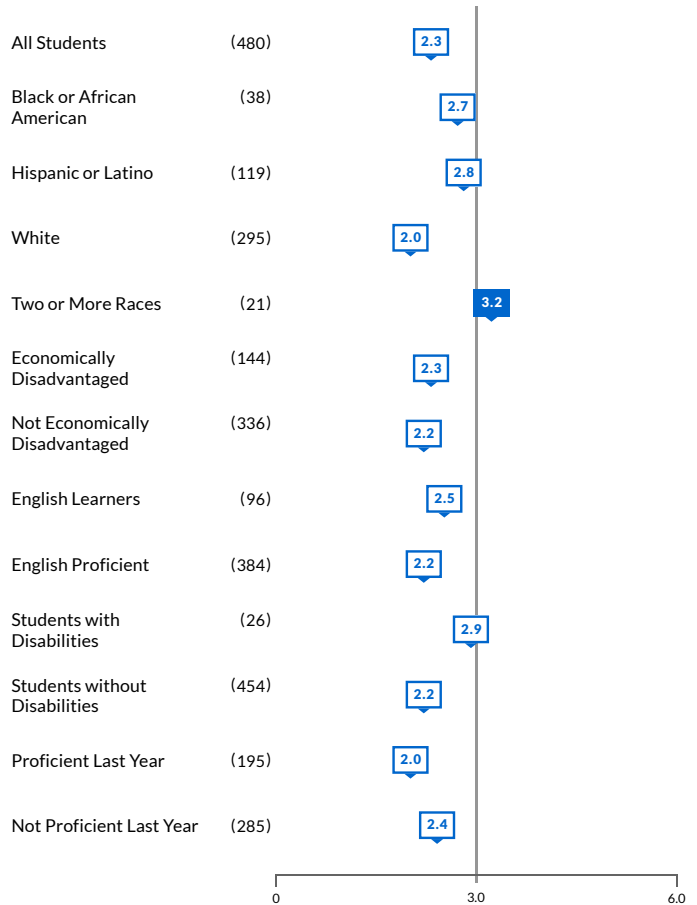 All Students (480) 2.3
Black or African (38)
American 2.7
Hispanic or Latino (119) 2.8
White (295) 2.0
Two or More Races (21) 3.2
Economically (144)
Disadvantaged 2.3
Not Economically (336)
Disadvantaged 2.2
English Learners (96) 2.5
English Proficient (384) 2.2
Students with (26)
Disabilities 2.9
Students without (454)
Disabilities 2.2
Proficient Last Year (195) 2.0
Not Proficient Last Year (285) 2.4
0 3.0 6.0